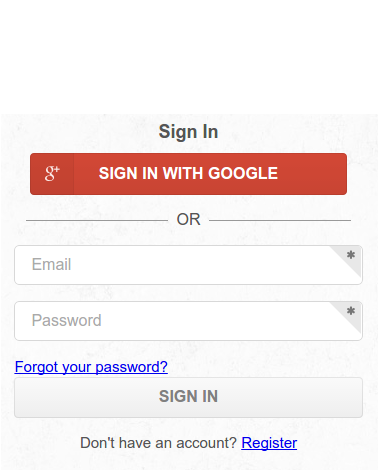 Sign In
g+ SIGN IN WITH GOOGLE
OR
Email *
Password *
Forgot your password?
SIGN IN
Don't have an account? Register